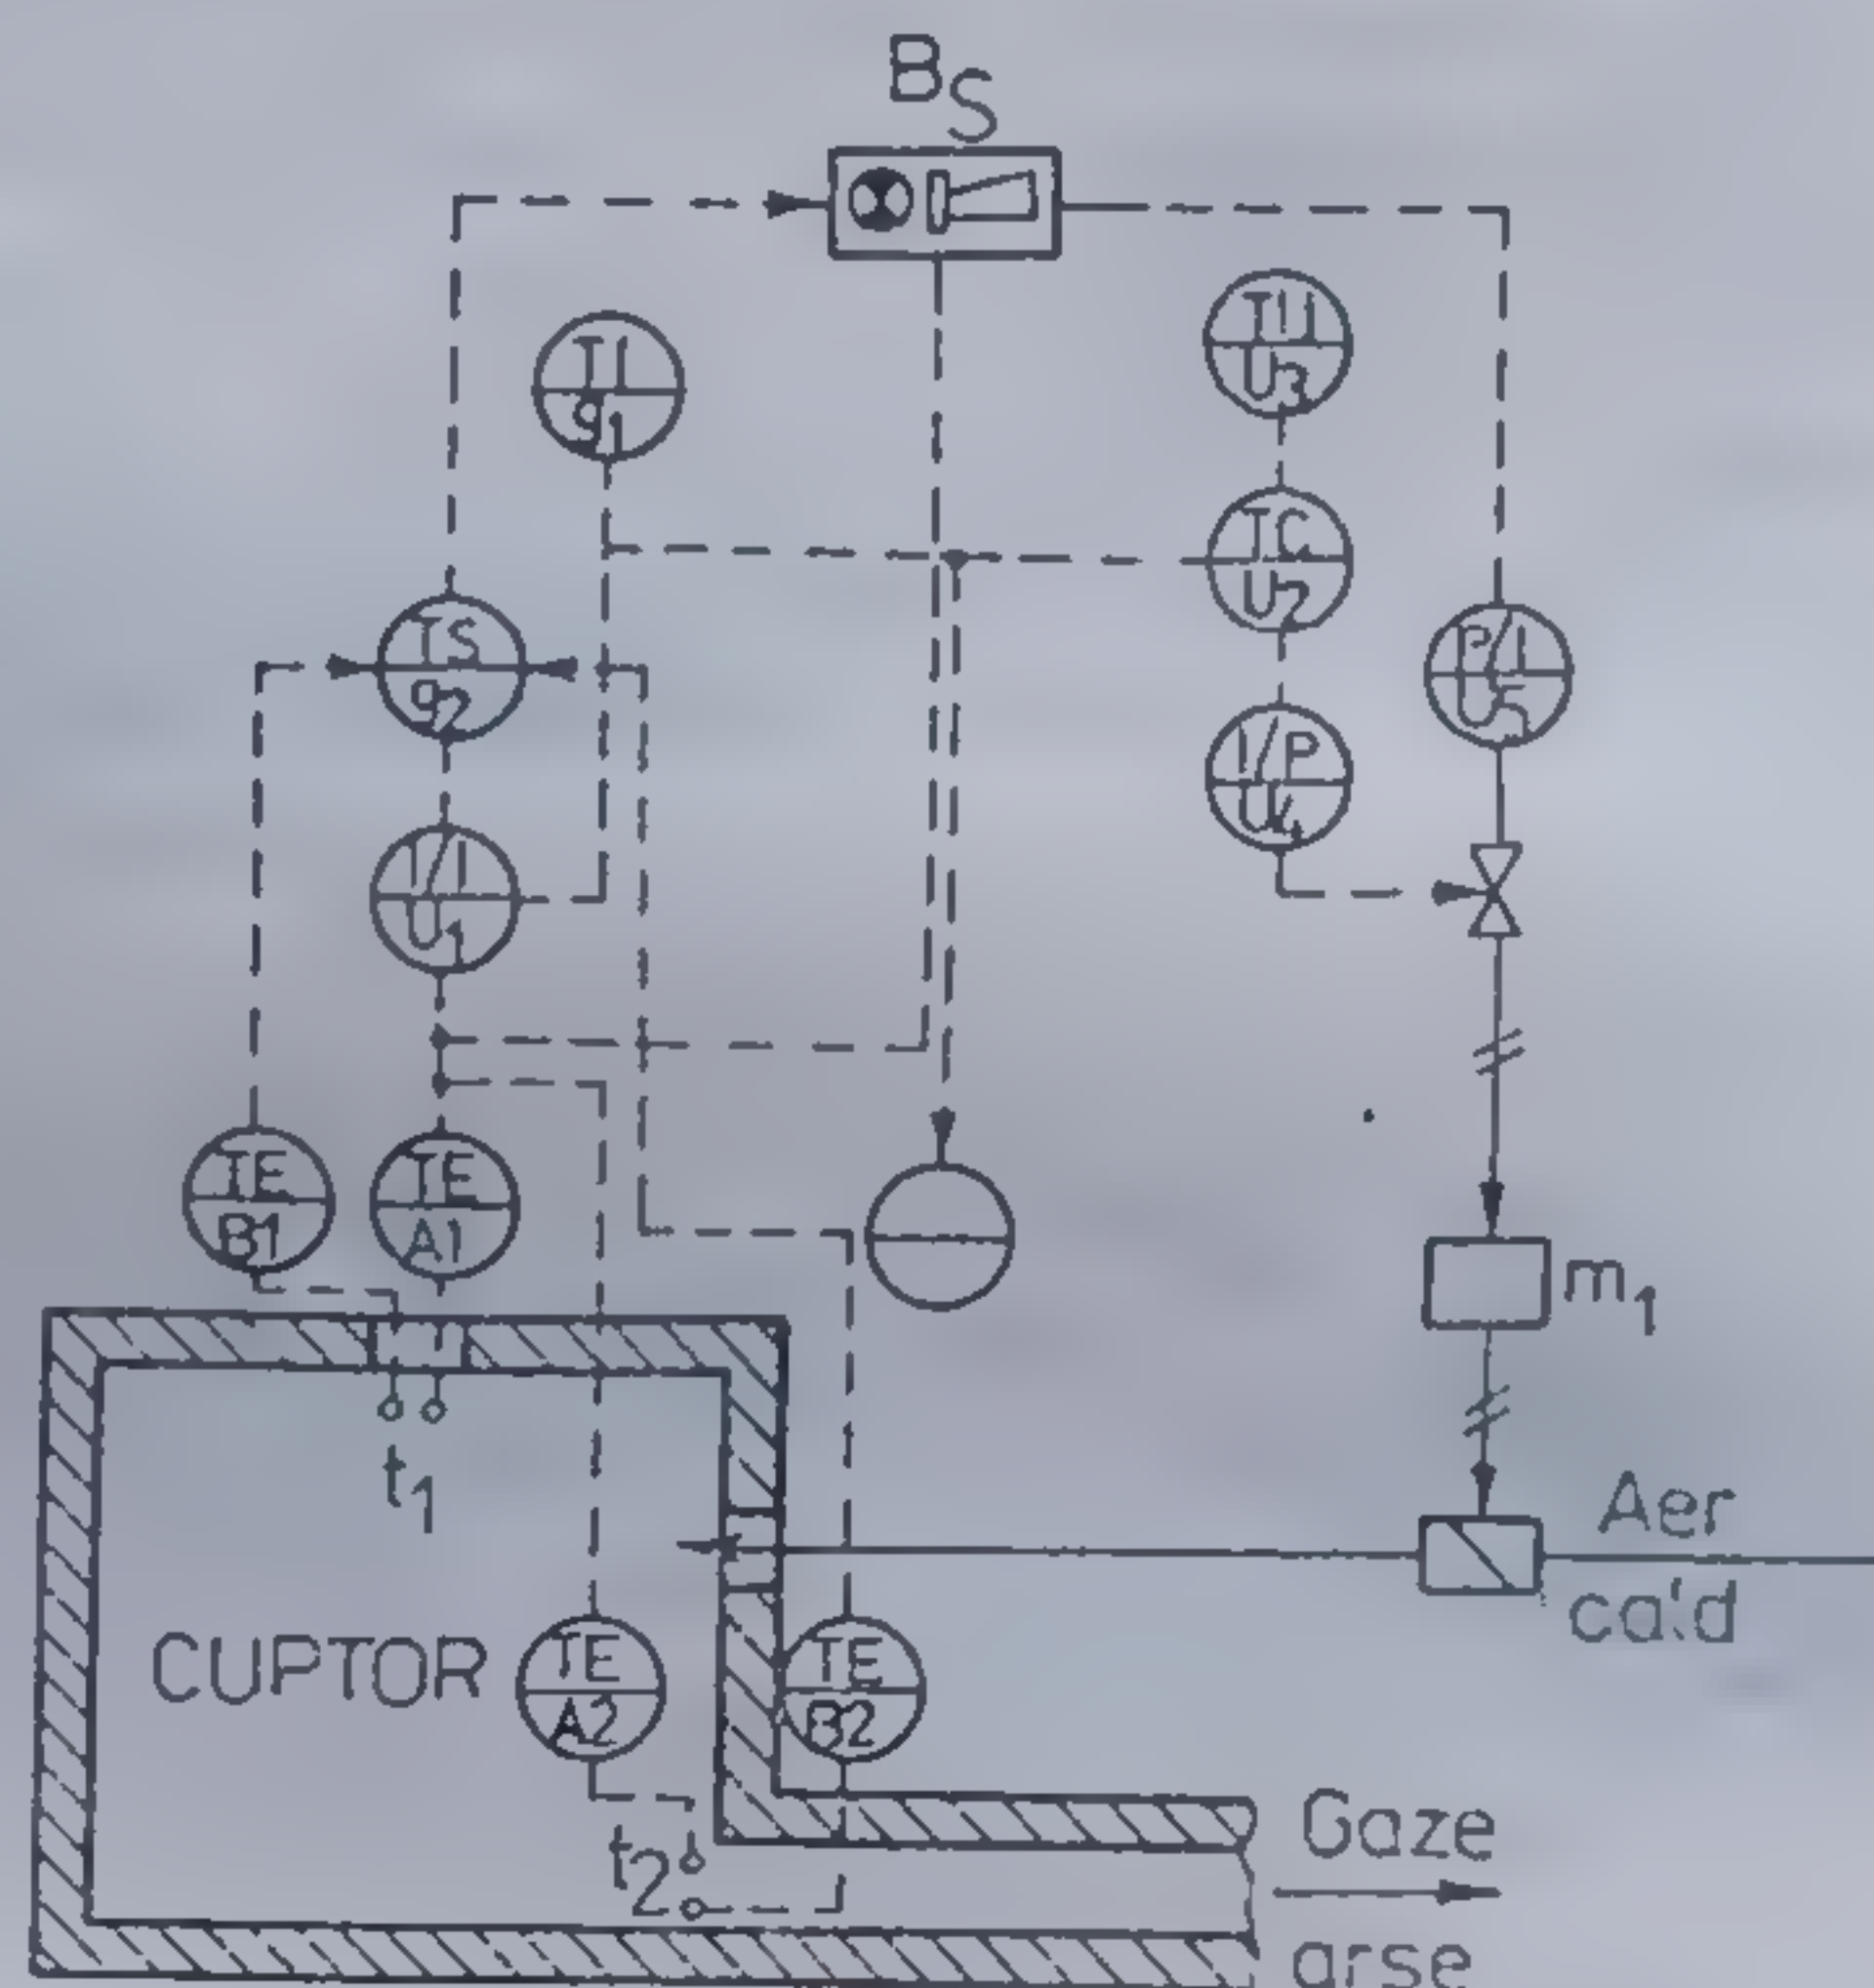 BS
TI
91
TU
U3
TC
U2
TS
92
P/I
U5
I/P
U4
I/I
U1
TE
B1
TE
A1
m1
t1
Aer
cald
CUPTOR
TE
A2
TE
B2
t2
Gaze
arse